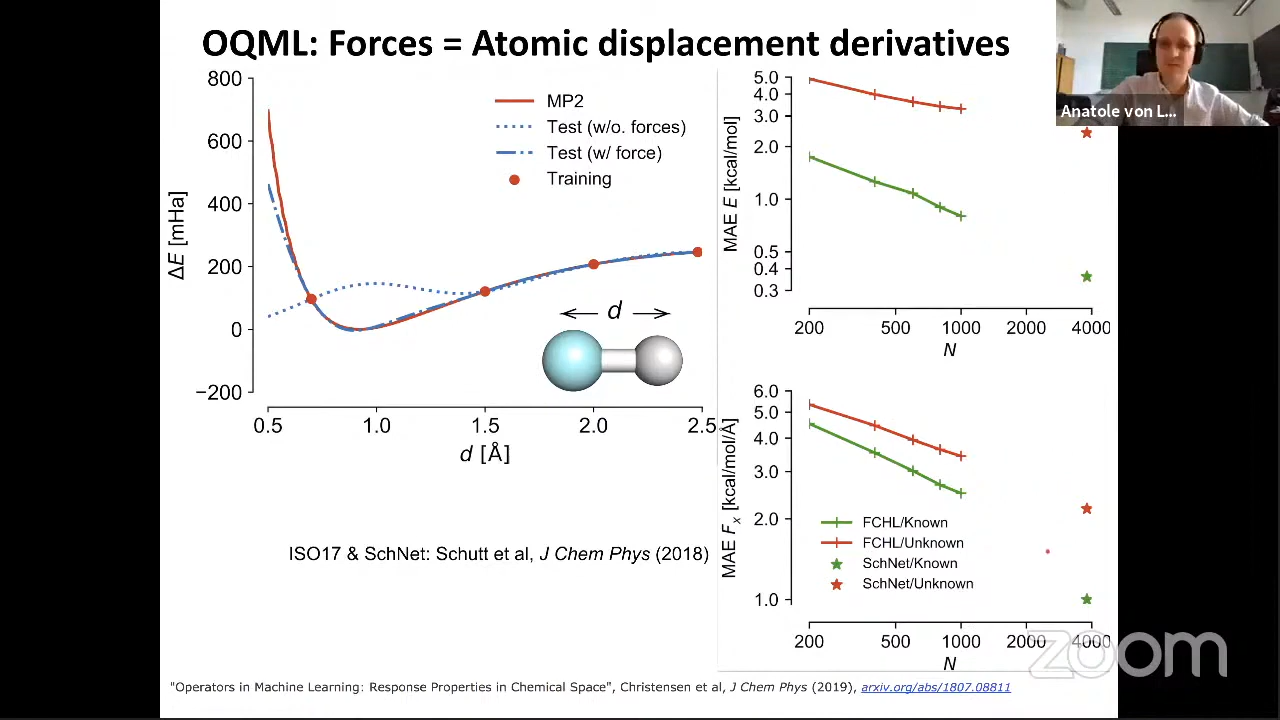 OQML: Forces = Atomic displacement derivatives
Anatole von L...
800
600
400
200
0
−200
ΔE [mHa]
MP2
Test (w/o. forces)
Test (w/ force)
Training
d
0.5 1.0 1.5 2.0 2.5
d [Å]
5.0
4.0
3.0
2.0
1.0
0.5
0.4
0.3
MAE E [kcal/mol]
200 500 1000 2000 4000
N
6.0
5.0
4.0
3.0
2.0
1.0
MAE Fx [kcal/mol/Å]
FCHL/Known
FCHL/Unknown
SchNet/Known
SchNet/Unknown
200 500 1000 2000 4000
N
ISO17 & SchNet: Schutt et al, J Chem Phys (2018)
zoom
"Operators in Machine Learning: Response Properties in Chemical Space", Christensen et al, J Chem Phys (2019), arxiv.org/abs/1807.08811